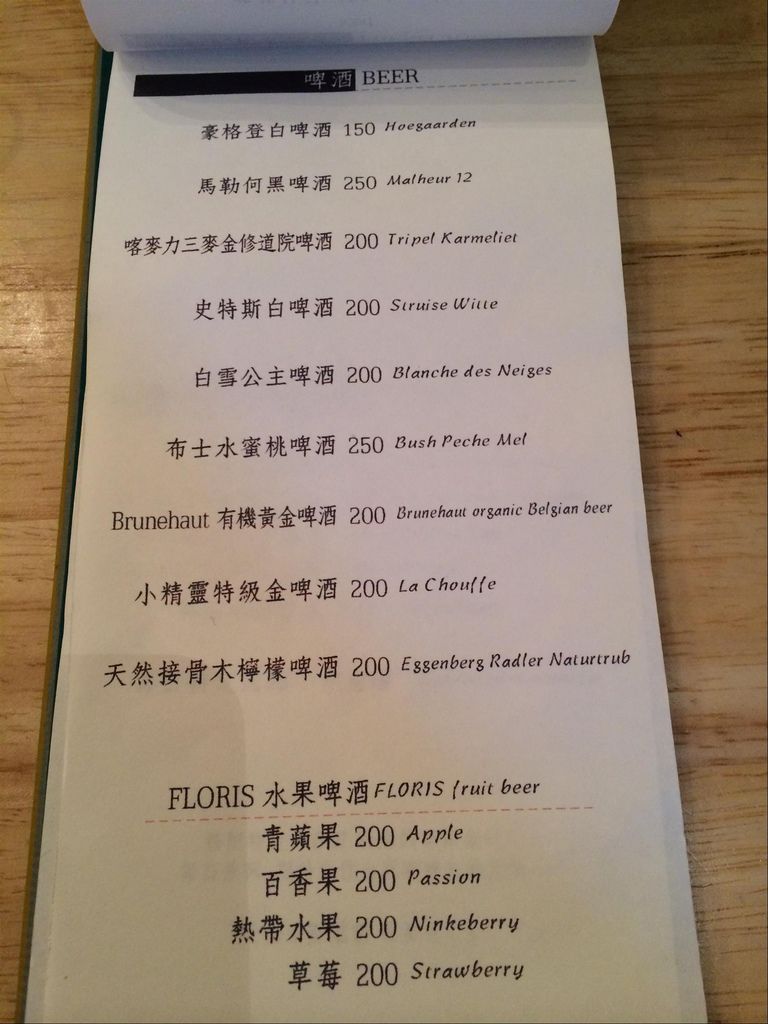 啤酒 BEER
豪格登白啤酒 150 Hoegaarden
馬勒何黑啤酒 250 Malheur 12
喀麥力三麥金修道院啤酒 200 Tripel Karmeliet
史特斯白啤酒 200 Struise Witte
白雪公主啤酒 200 Blanche des Neiges
布士水蜜桃啤酒 250 Bush Peche Mel
Brunehaut 有機黃金啤酒 200 Brunehaut organic Belgian beer
小精靈特級金啤酒 200 La Chouffe
天然接骨木檸檬啤酒 200 Eggenberg Radler Naturtrub
FLORIS 水果啤酒 FLORIS fruit beer
青蘋果 200 Apple
百香果 200 Passion
熱帶水果 200 Ninkeberry
草莓 200 Strawberry